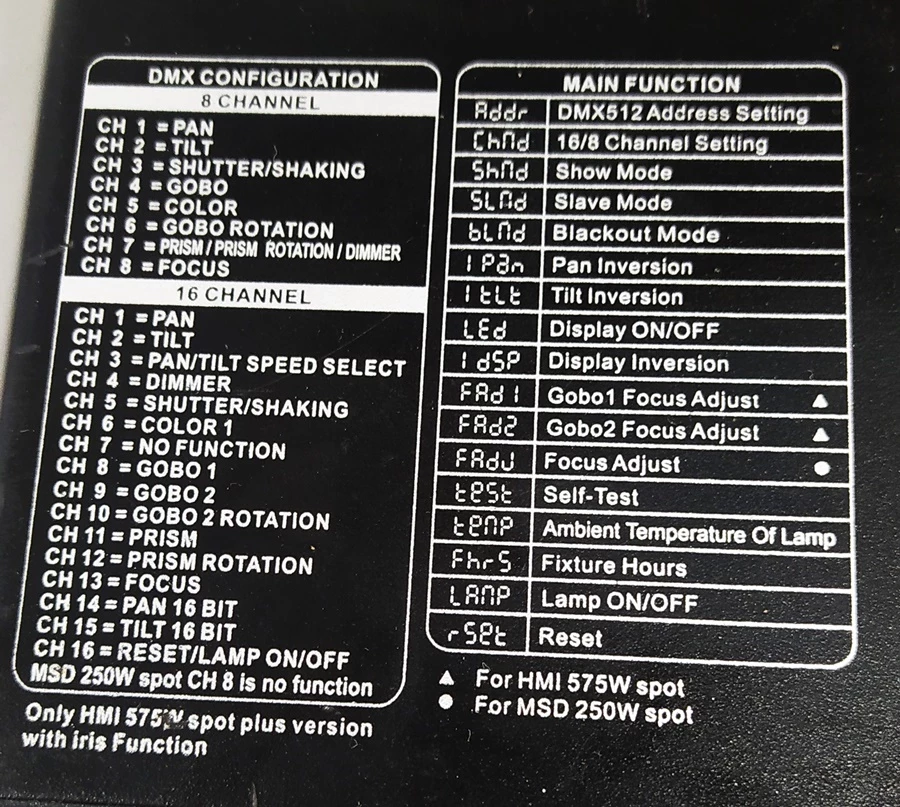 DMX CONFIGURATION
8 CHANNEL
CH 1 = PAN
CH 2 = TILT
CH 3 = SHUTTER/SHAKING
CH 4 = GOBO
CH 5 = COLOR
CH 6 = GOBO ROTATION
CH 7 = PRISM / PRISM ROTATION / DIMMER
CH 8 = FOCUS
16 CHANNEL
CH 1 = PAN
CH 2 = TILT
CH 3 = PAN/TILT SPEED SELECT
CH 4 = DIMMER
CH 5 = SHUTTER/SHAKING
CH 6 = COLOR 1
CH 7 = NO FUNCTION
CH 8 = GOBO 1
CH 9 = GOBO 2
CH 10 = GOBO 2 ROTATION
CH 11 = PRISM
CH 12 = PRISM ROTATION
CH 13 = FOCUS
CH 14 = PAN 16 BIT
CH 15 = TILT 16 BIT
CH 16 = RESET/LAMP ON/OFF
MSD 250W spot CH 8 is no function
Only HMI 575W spot plus version
with iris Function
MAIN FUNCTION
Addr DMX512 Address Setting
ChNd 16/8 Channel Setting
ShNd Show Mode
SLNd Slave Mode
bLNd Blackout Mode
1 PAn Pan Inversion
1 tLt Tilt Inversion
LEd Display ON/OFF
1 dSP Display Inversion
FAd1 Gobo1 Focus Adjust ▲
FAd2 Gobo2 Focus Adjust ▲
FAdJ Focus Adjust ●
tESt Self-Test
tENP Ambient Temperature Of Lamp
FhrS Fixture Hours
LANP Lamp ON/OFF
rSEt Reset
▲ For HMI 575W spot
● For MSD 250W spot